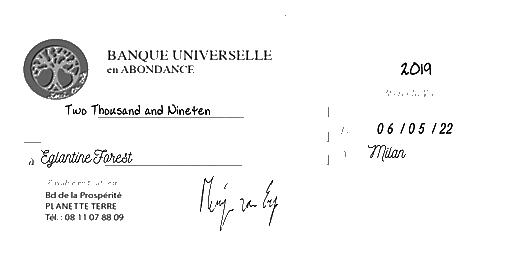 BANQUE UNIVERSELLE
en ABONDANCE
2019
Two Thousand and Nineten
06/05/22
à Eglantine Forest
Milan
Bd de la Prospérité
PLANETTE TERRE
Tél. : 08 11 07 88 09